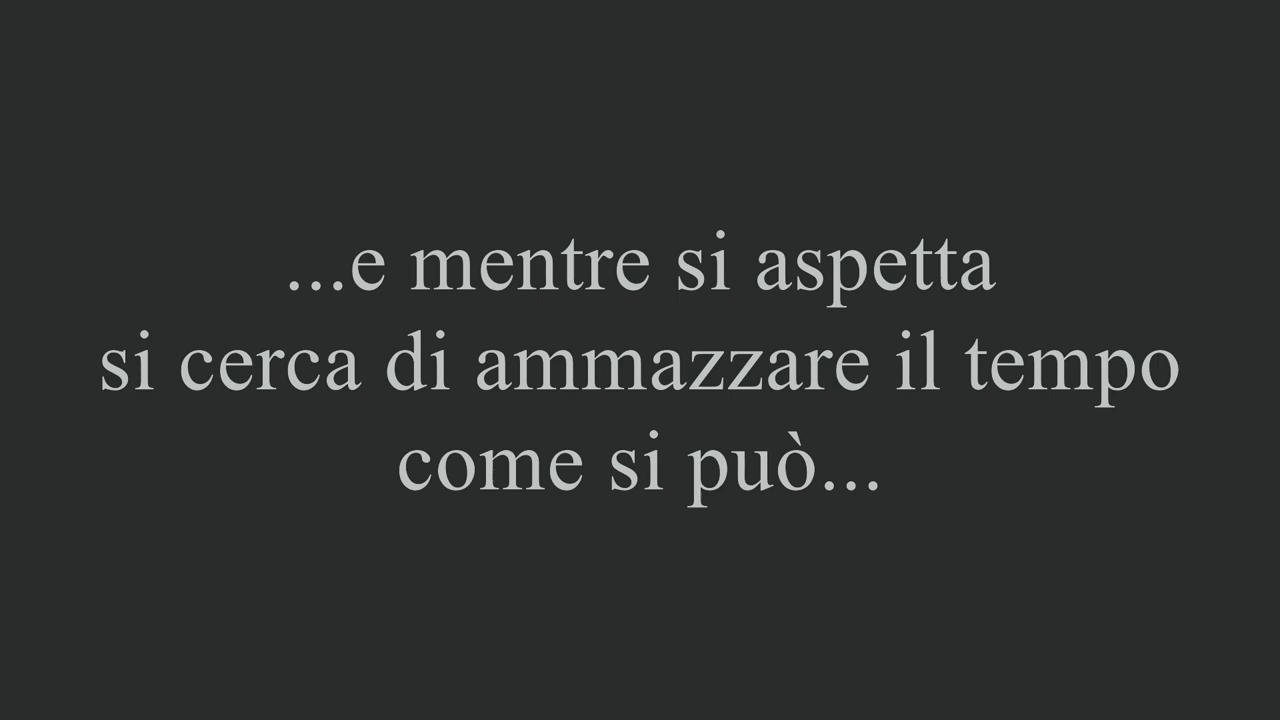 ...e mentre si aspetta
si cerca di ammazzare il tempo
come si può...